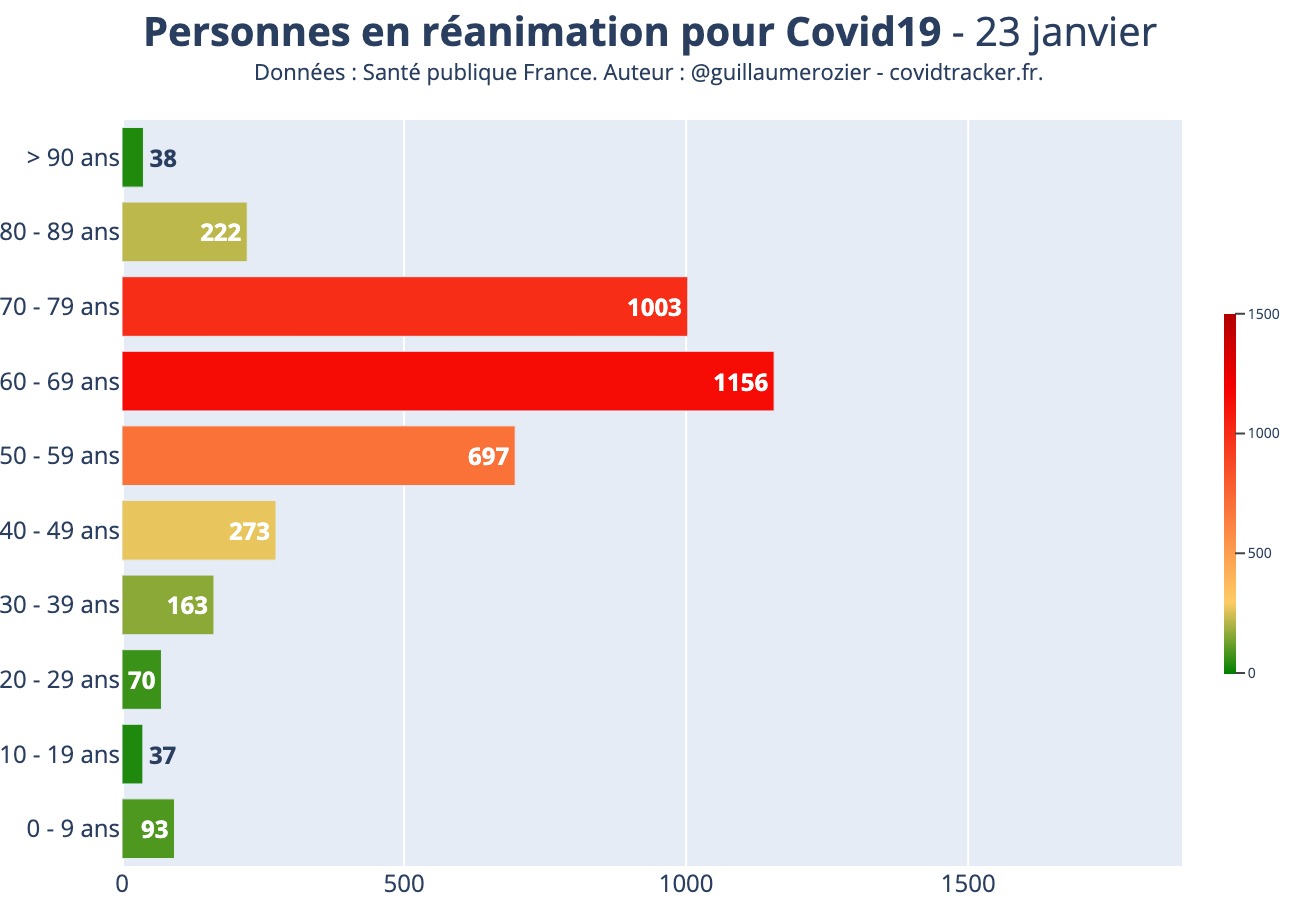 Personnes en réanimation pour Covid19 - 23 janvier
Données : Santé publique France. Auteur : @guillaumerozier - covidtracker.fr.
> 90 ans 38
80 - 89 ans 222
70 - 79 ans 1003
60 - 69 ans 1156
50 - 59 ans 697
40 - 49 ans 273
30 - 39 ans 163
20 - 29 ans 70
10 - 19 ans 37
0 - 9 ans 93
0 500 1000 1500
1500
1000
500
0